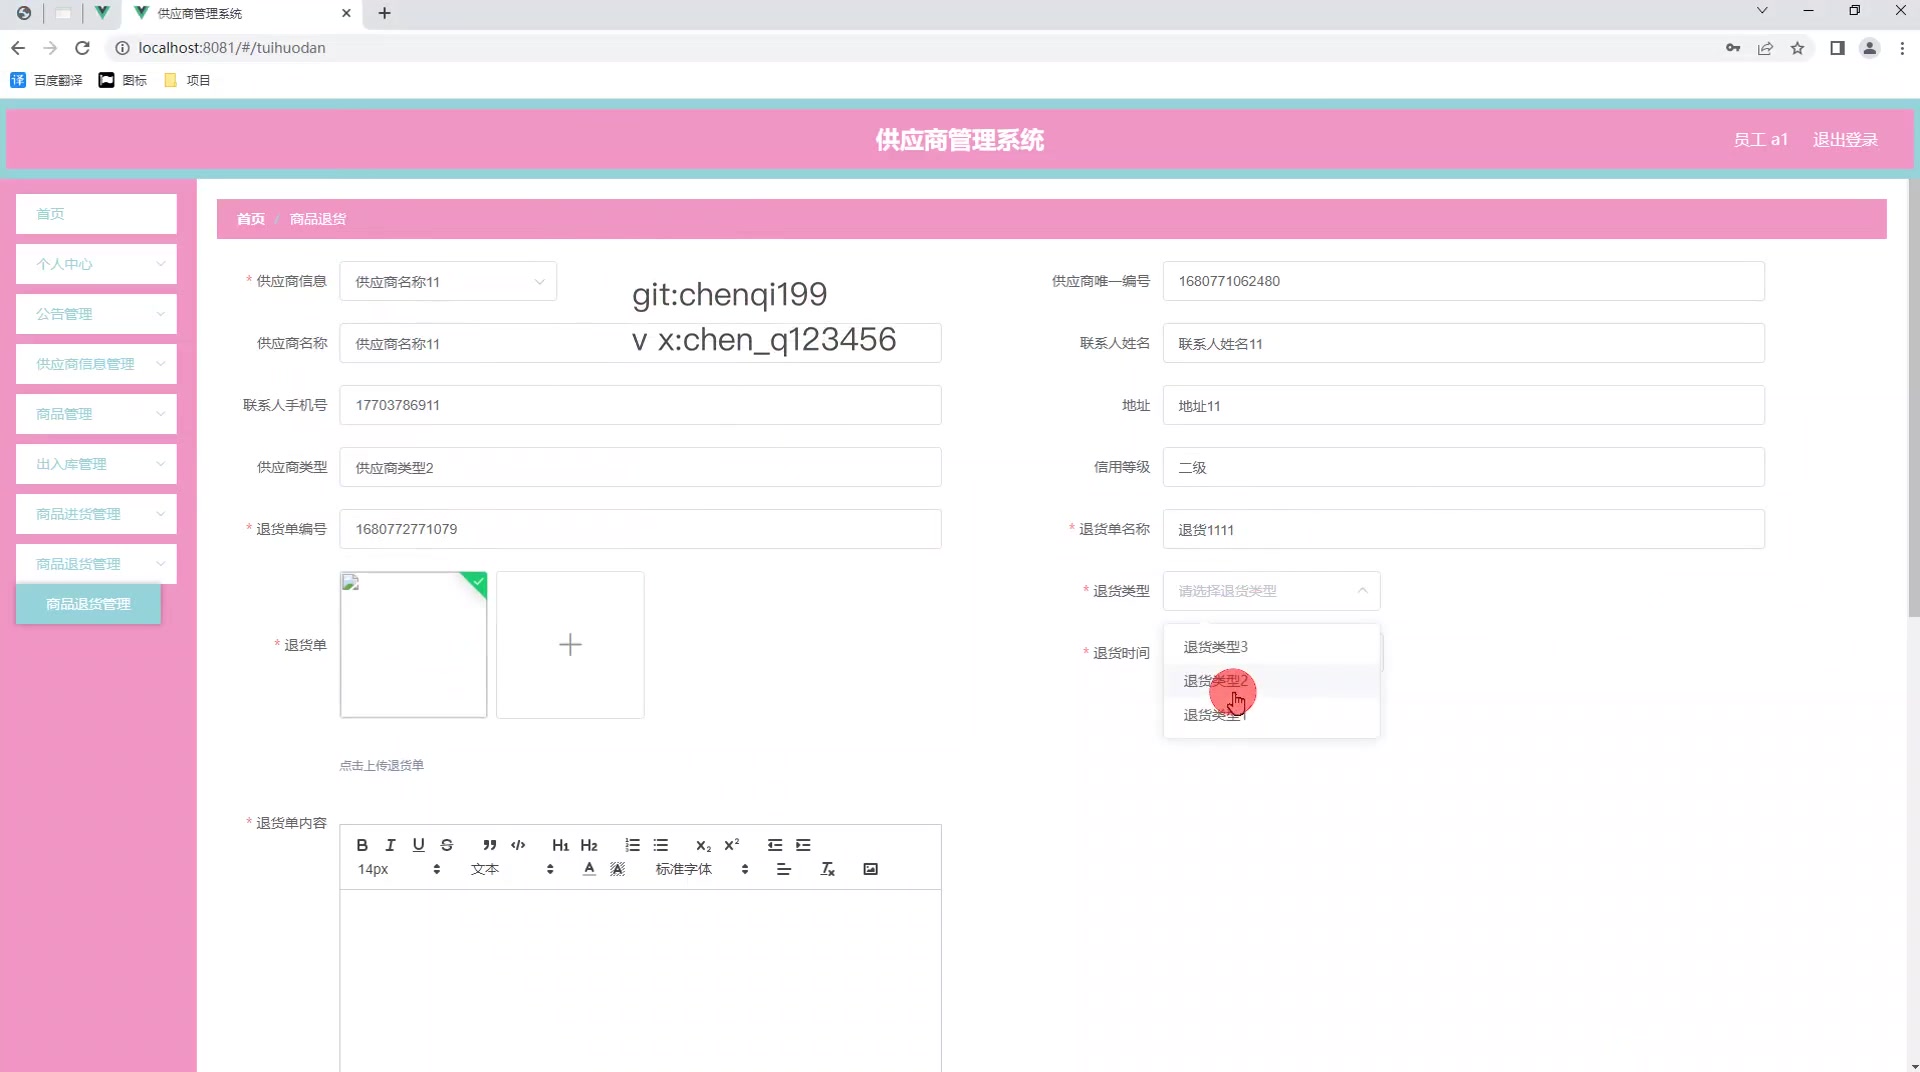 供应商管理系统
localhost:8081/#/tuihuodan
百度翻译 图标 项目
供应商管理系统
员工 a1 退出登录
首页
个人中心
公告管理
供应商信息管理
商品管理
出入库管理
商品进货管理
商品退货管理
商品退货管理
首页 / 商品退货
* 供应商信息 供应商名称11
供应商唯一编号 1680771062480
git:chenqi199
v x:chen_q123456
供应商名称 供应商名称11
联系人姓名 联系人姓名11
联系人手机号 17703786911
地址 地址11
供应商类型 供应商类型2
信用等级 二级
* 退货单编号 1680772771079
* 退货单名称 退货1111
* 退货单
点击上传退货单
* 退货类型 请选择退货类型
* 退货时间
退货类型3
退货类型2
退货类型1
* 退货单内容
B I U S H1 H2 x2 x2
14px 文本 A A 标准字体 Tx